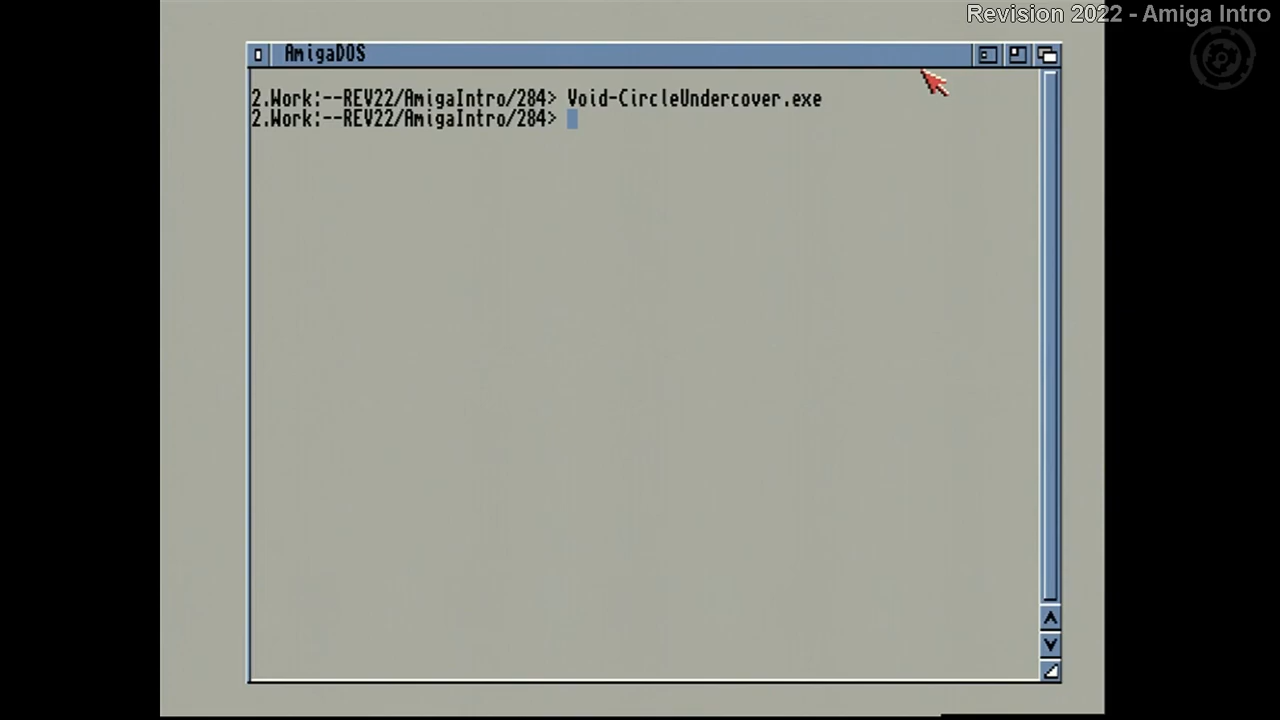 Revision 2022 - Amiga Intro
AmigaDOS
2.Work:--REV22/AmigaIntro/284> Void-CircleUndercover.exe
2.Work:--REV22/AmigaIntro/284>